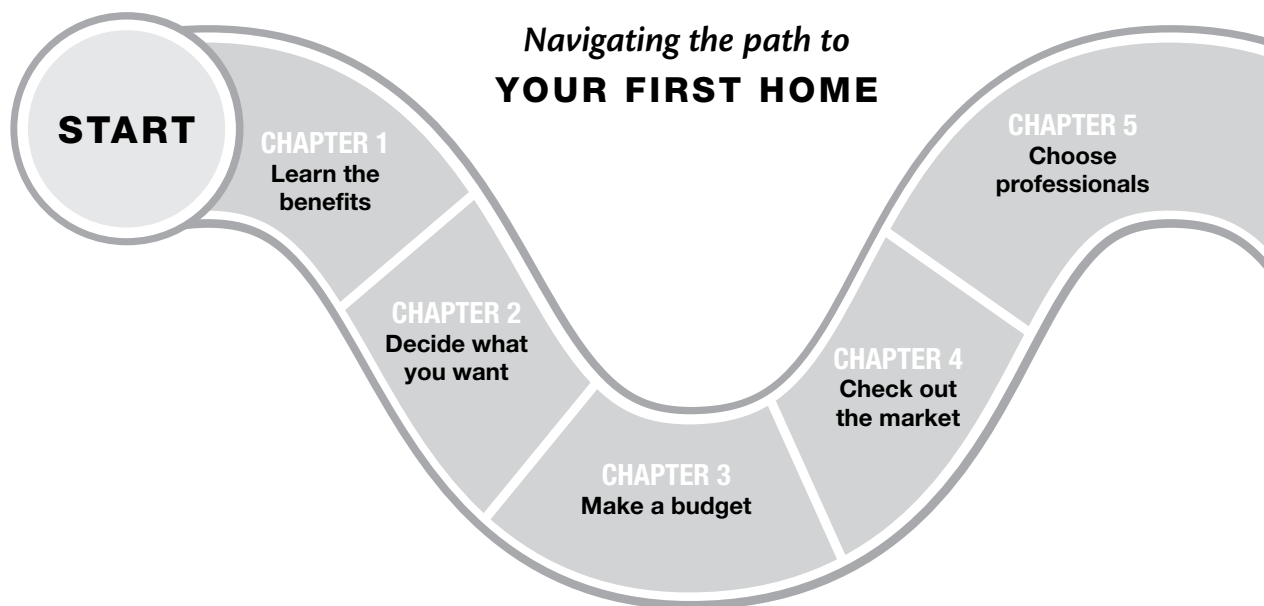 Navigating the path to
YOUR FIRST HOME
START
CHAPTER 1
Learn the
benefits
CHAPTER 2
Decide what
you want
CHAPTER 3
Make a budget
CHAPTER 4
Check out
the market
CHAPTER 5
Choose
professionals